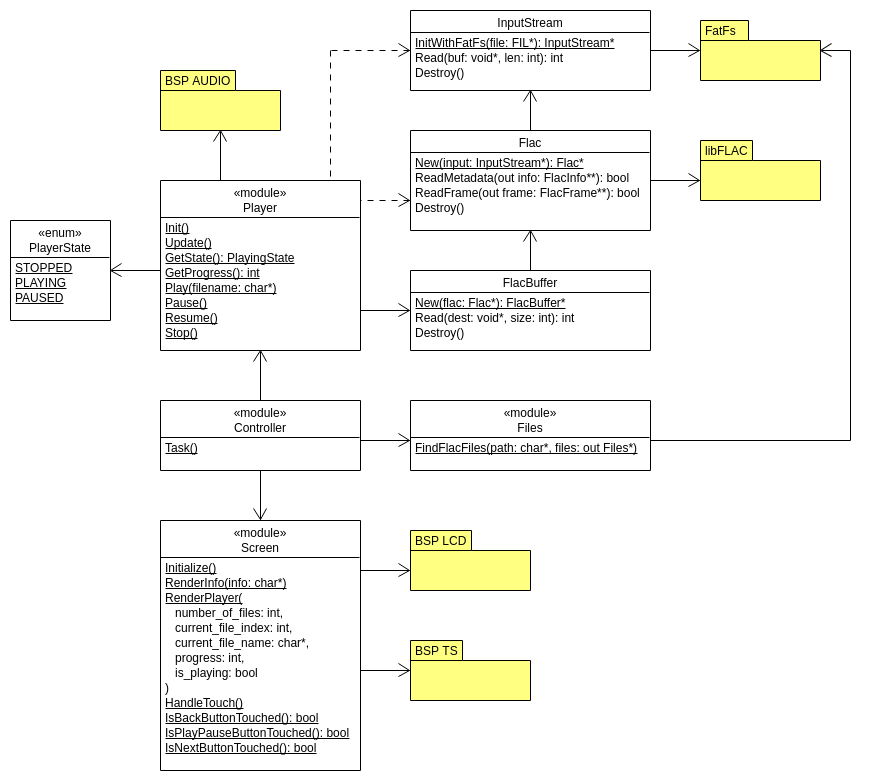 InputStream
InitWithFatFs(file: FIL*): InputStream*
Read(buf: void*, len: int): int
Destroy()
FatFs
BSP AUDIO
Flac
New(input: InputStream*): Flac*
ReadMetadata(out info: FlacInfo**): bool
ReadFrame(out frame: FlacFrame**): bool
Destroy()
libFLAC
«module»
Player
Init()
Update()
GetState(): PlayingState
GetProgress(): int
Play(filename: char*)
Pause()
Resume()
Stop()
«enum»
PlayerState
STOPPED
PLAYING
PAUSED
FlacBuffer
New(flac: Flac*): FlacBuffer*
Read(dest: void*, size: int): int
Destroy()
«module»
Controller
Task()
«module»
Files
FindFlacFiles(path: char*, files: out Files*)
«module»
Screen
Initialize()
RenderInfo(info: char*)
RenderPlayer(
number_of_files: int,
current_file_index: int,
current_file_name: char*,
progress: int,
is_playing: bool
)
HandleTouch()
IsBackButtonTouched(): bool
IsPlayPauseButtonTouched(): bool
IsNextButtonTouched(): bool
BSP LCD
BSP TS